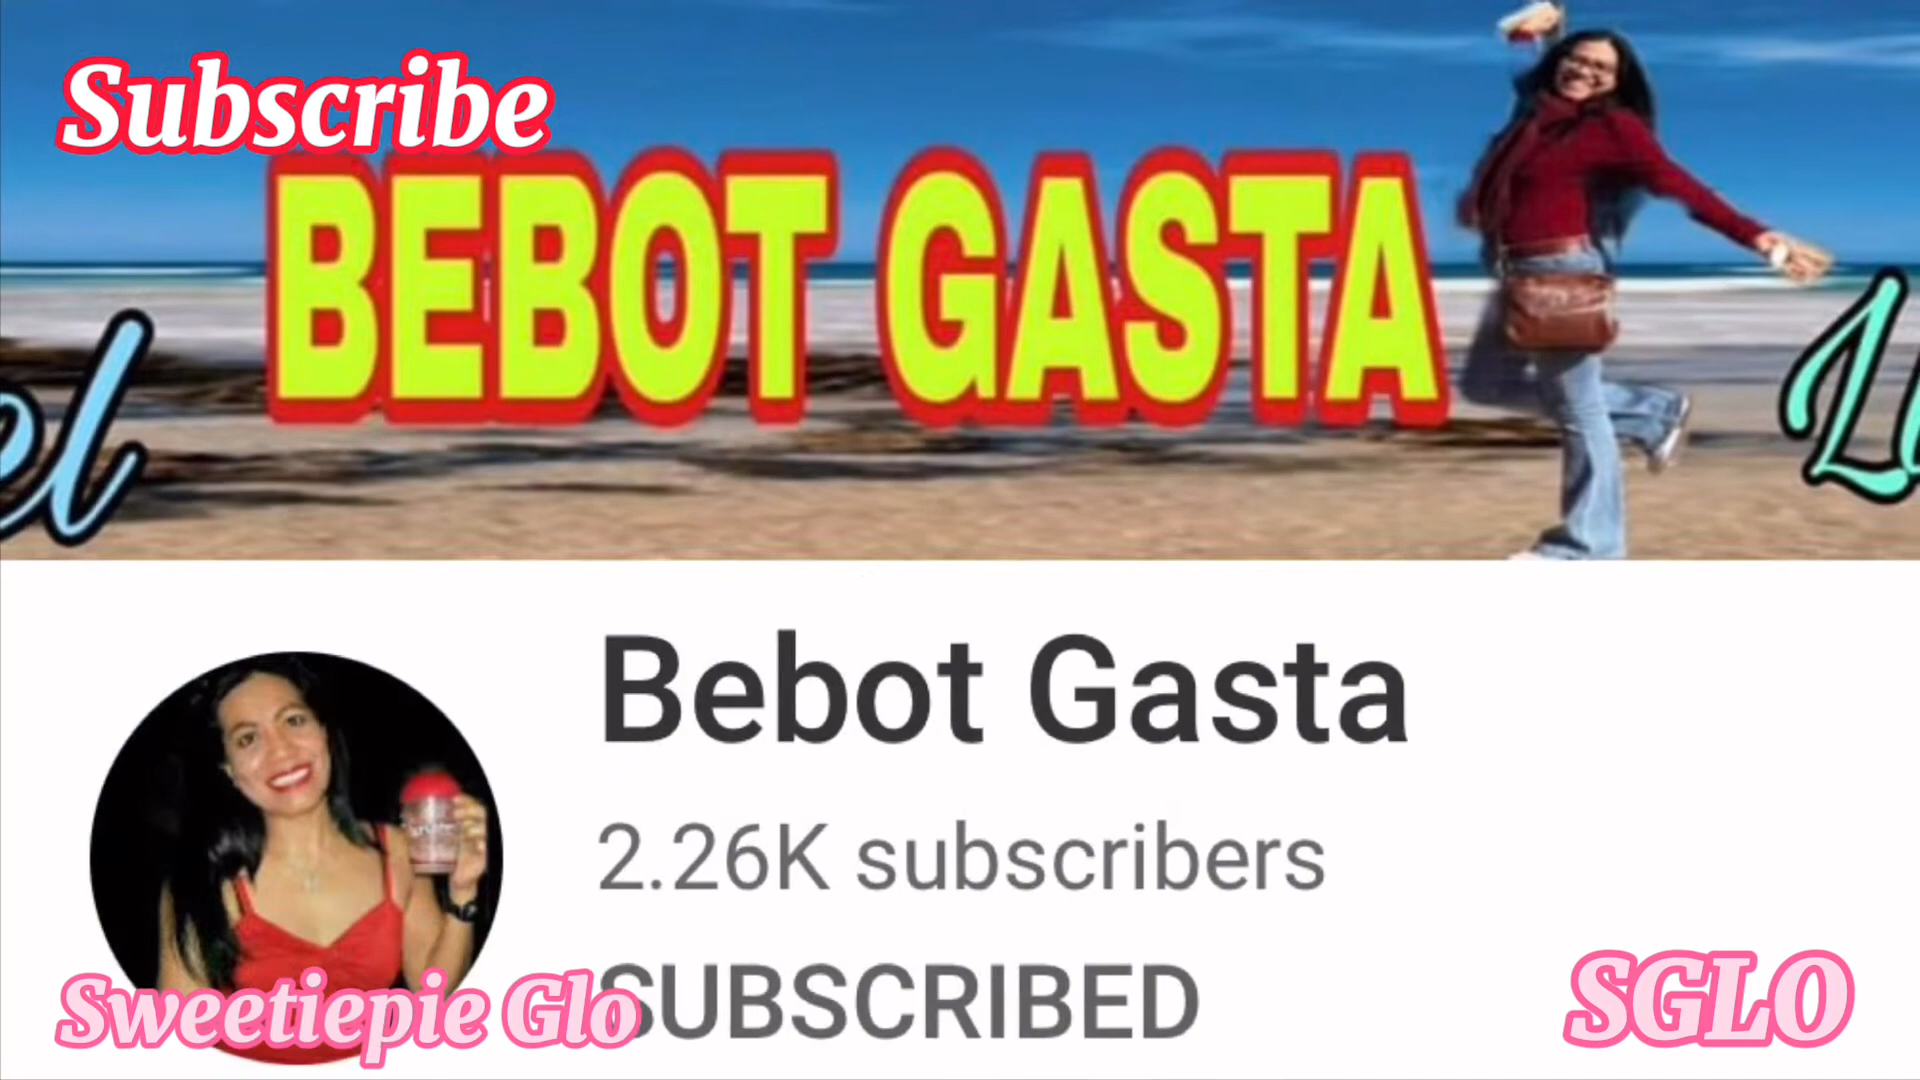 Subscribe
BEBOT GASTA
Bebot Gasta
2.26K subscribers
SUBSCRIBED
Sweetiepie Glo
SGLO